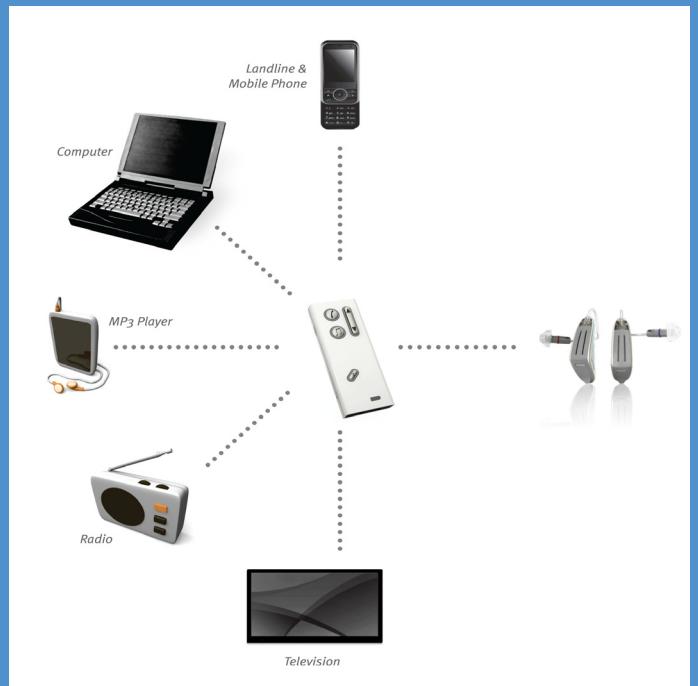 Landline &
Mobile Phone
Computer
MP3 Player
Radio
Television